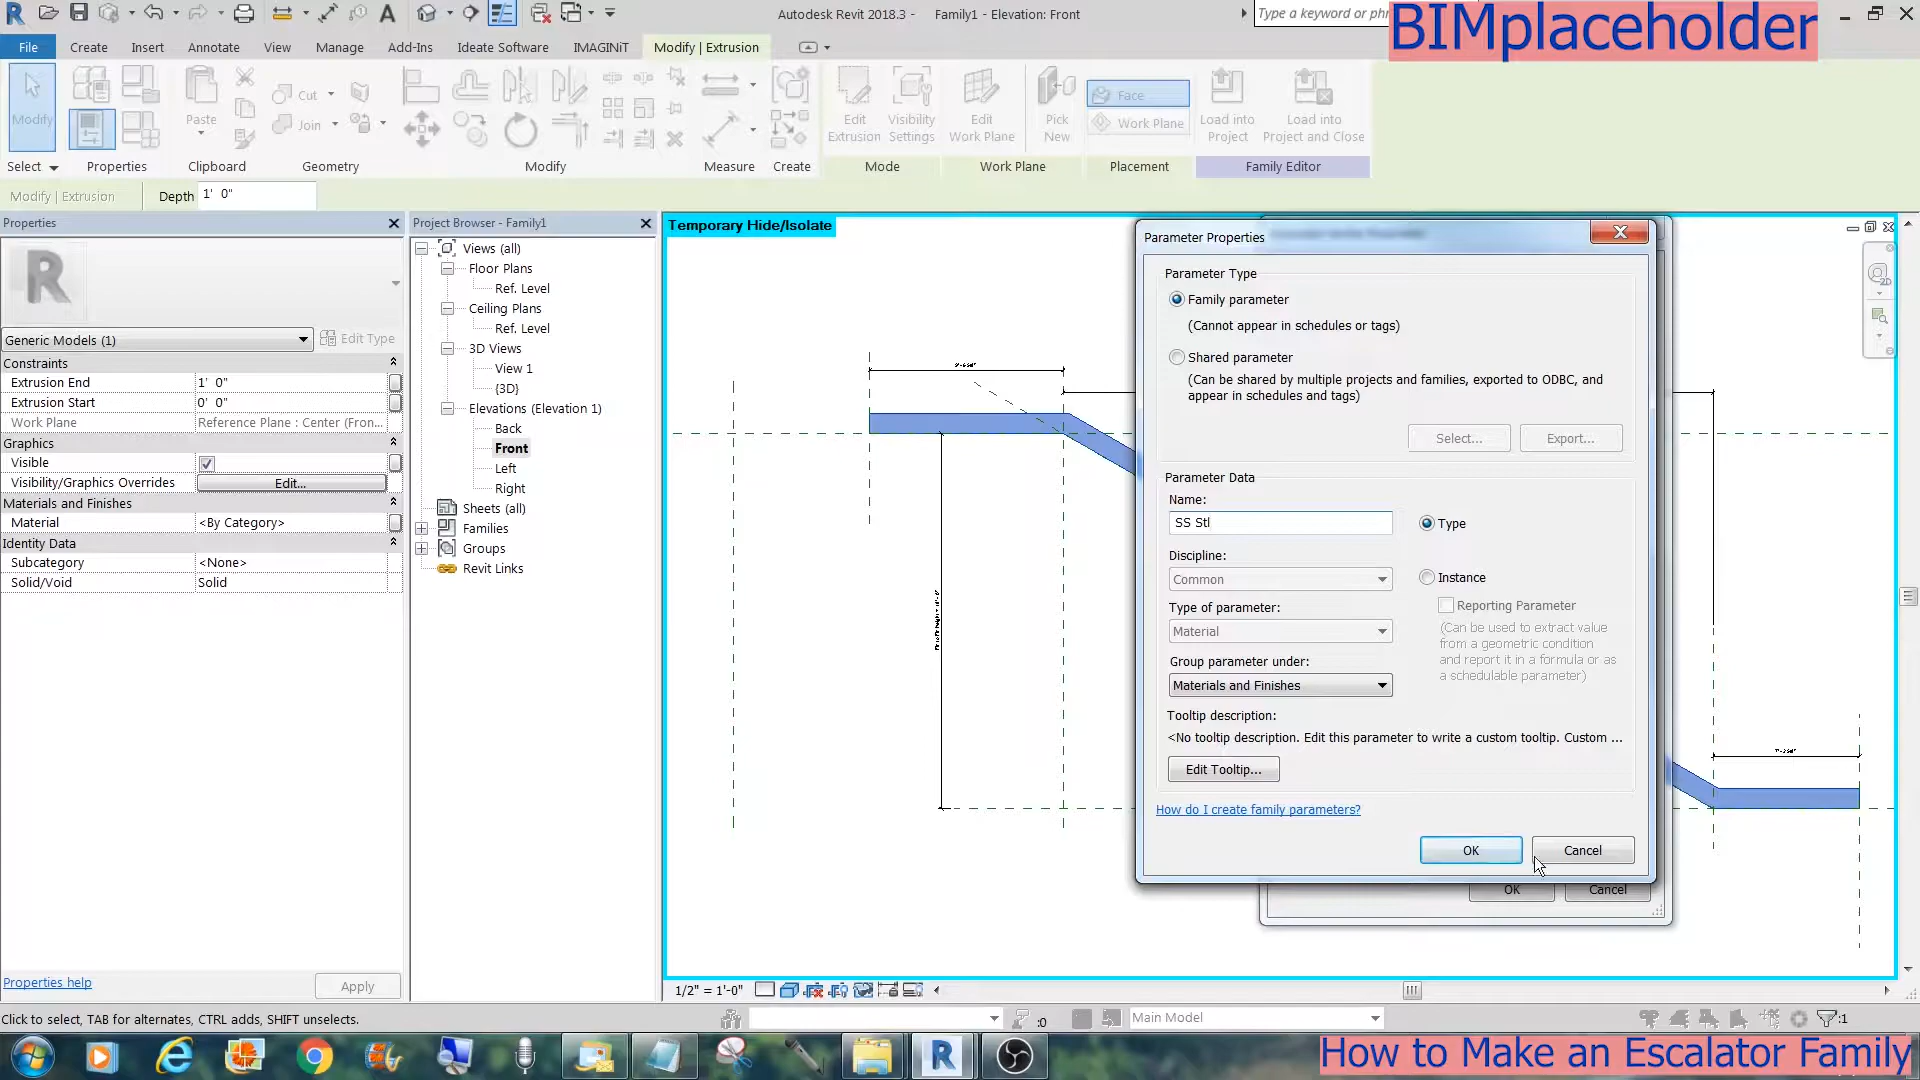 Autodesk Revit 2018.3 - Family1 - Elevation: Front
Type a keyword or phr
BIMplaceholder
File Create Insert Annotate View Manage Add-Ins Ideate Software IMAGINiT Modify | Extrusion
Modify
Paste
Cut
Join
Edit Extrusion
Visibility Settings
Edit Work Plane
Pick New
Face
Work Plane
Load into Project
Load into Project and Close
Select Properties Clipboard Geometry Modify Measure Create Mode Work Plane Placement Family Editor
Modify | Extrusion Depth 1' 0"
Properties
Generic Models (1) Edit Type
Constraints
Extrusion End 1' 0"
Extrusion Start 0' 0"
Work Plane Reference Plane : Center (Fron...
Graphics
Visible
Visibility/Graphics Overrides Edit...
Materials and Finishes
Material <By Category>
Identity Data
Subcategory <None>
Solid/Void Solid
Properties help Apply
Project Browser - Family1
Views (all)
Floor Plans
Ref. Level
Ceiling Plans
Ref. Level
3D Views
View 1
{3D}
Elevations (Elevation 1)
Back
Front
Left
Right
Sheets (all)
Families
Groups
Revit Links
Temporary Hide/Isolate
Parameter Properties
Parameter Type
Family parameter
(Cannot appear in schedules or tags)
Shared parameter
(Can be shared by multiple projects and families, exported to ODBC, and
appear in schedules and tags)
Select... Export...
Parameter Data
Name:
SS Stl
Type
Discipline:
Common
Instance
Reporting Parameter
(Can be used to extract value
from a geometric condition
and report it in a formula or as
a schedulable parameter)
Type of parameter:
Material
Group parameter under:
Materials and Finishes
Tooltip description:
<No tooltip description. Edit this parameter to write a custom tooltip. Custom ...
Edit Tooltip...
How do I create family parameters?
OK Cancel
OK Cancel
1/2" = 1'-0"
Click to select, TAB for alternates, CTRL adds, SHIFT unselects.
:0
Main Model
:1
How to Make an Escalator Family